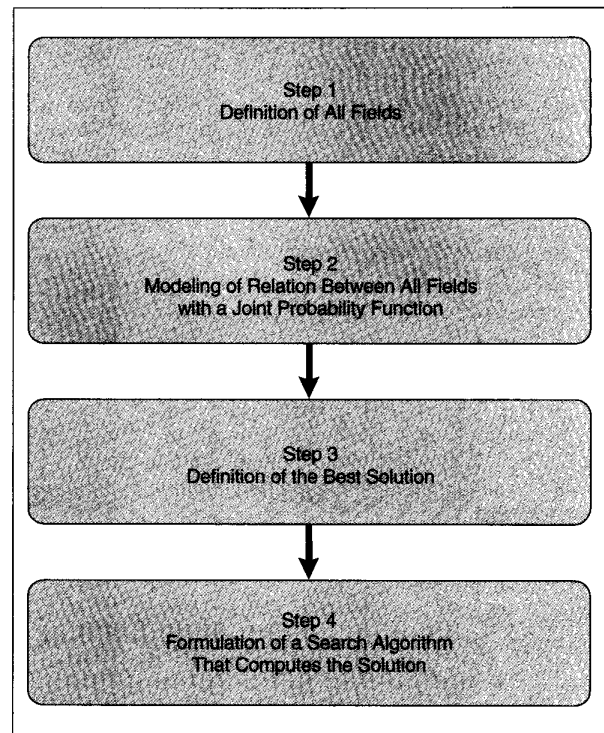 Step 1
Definition of All Fields
Step 2
Modeling of Relation Between All Fields
with a Joint Probability Function
Step 3
Definition of the Best Solution
Step 4
Formulation of a Search Algorithm
That Computes the Solution